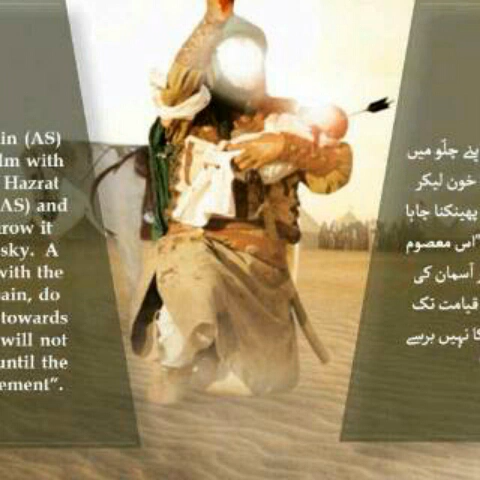 in (AS)
lm with
Hazrat
AS) and
row it
sky. A
with the
ain, do
towards
will not
until the
ement”.
پنے چلّو میں
خون لیکر
پھینکنا چاہا
"اس معصوم
ر آسمان کی
قیامت تک
کا نہیں برسے